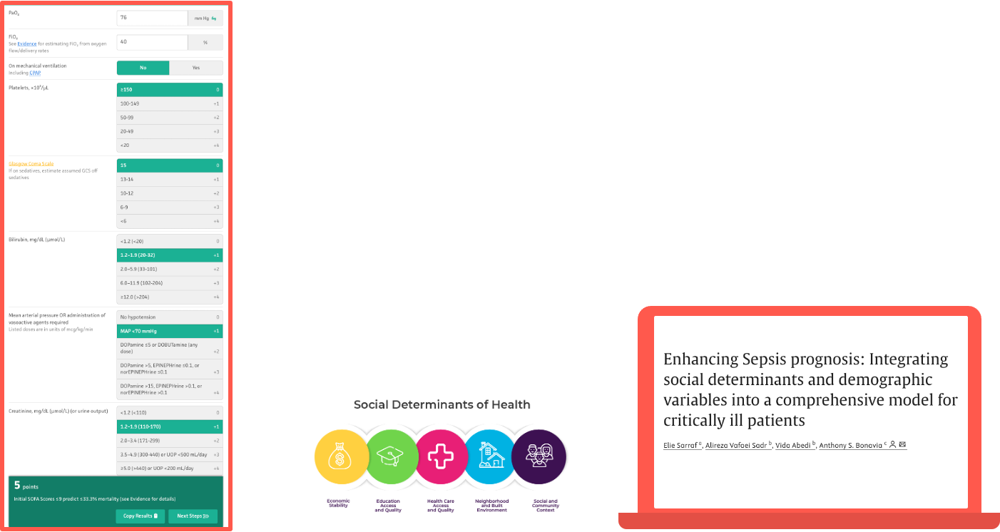 PaO₂
76
mm Hg
FiO₂
See Evidence for estimating FiO₂ from oxygen
flow/delivery rates
40
%
On mechanical ventilation
Including CPAP
No
Yes
Platelets, ×10³/µL
≥150 0
100-149 +1
50-99 +2
20-49 +3
<20 +4
Glasgow Coma Scale
If on sedatives, estimate assumed GCS off
sedatives
15 0
13-14 +1
10-12 +2
6-9 +3
<6 +4
Bilirubin, mg/dL (µmol/L)
<1.2 (<20) 0
1.2–1.9 (20-32) +1
2.0–5.9 (33-101) +2
6.0–11.9 (102-204) +3
≥12.0 (>204) +4
Mean arterial pressure OR administration of
vasoactive agents required
Listed doses are in units of mcg/kg/min
No hypotension 0
MAP <70 mmHg +1
DOPamine ≤5 or DOBUTamine (any
dose) +2
DOPamine >5, EPINEPHrine ≤0.1, or
norEPINEPHrine ≤0.1 +3
DOPamine >15, EPINEPHrine >0.1, or
norEPINEPHrine >0.1 +4
Creatinine, mg/dL (µmol/L) (or urine output)
<1.2 (<110) 0
1.2–1.9 (110-170) +1
2.0–3.4 (171-299) +2
3.5–4.9 (300-440) or UOP <500 mL/day +3
≥5.0 (>440) or UOP <200 mL/day +4
5 points
Initial SOFA Scores ≤9 predict ≤33.3% mortality (see Evidence for details)
Copy Results
Next Steps
Social Determinants of Health
Economic
Stability
Education
Access
and Quality
Health Care
Access
and Quality
Neighborhood
and Built
Environment
Social and
Community
Context
Enhancing Sepsis prognosis: Integrating
social determinants and demographic
variables into a comprehensive model for
critically ill patients
Elie Sarraf ᵃ, Alireza Vafaei Sadr ᵇ, Vida Abedi ᵇ, Anthony S. Bonavia ᶜ